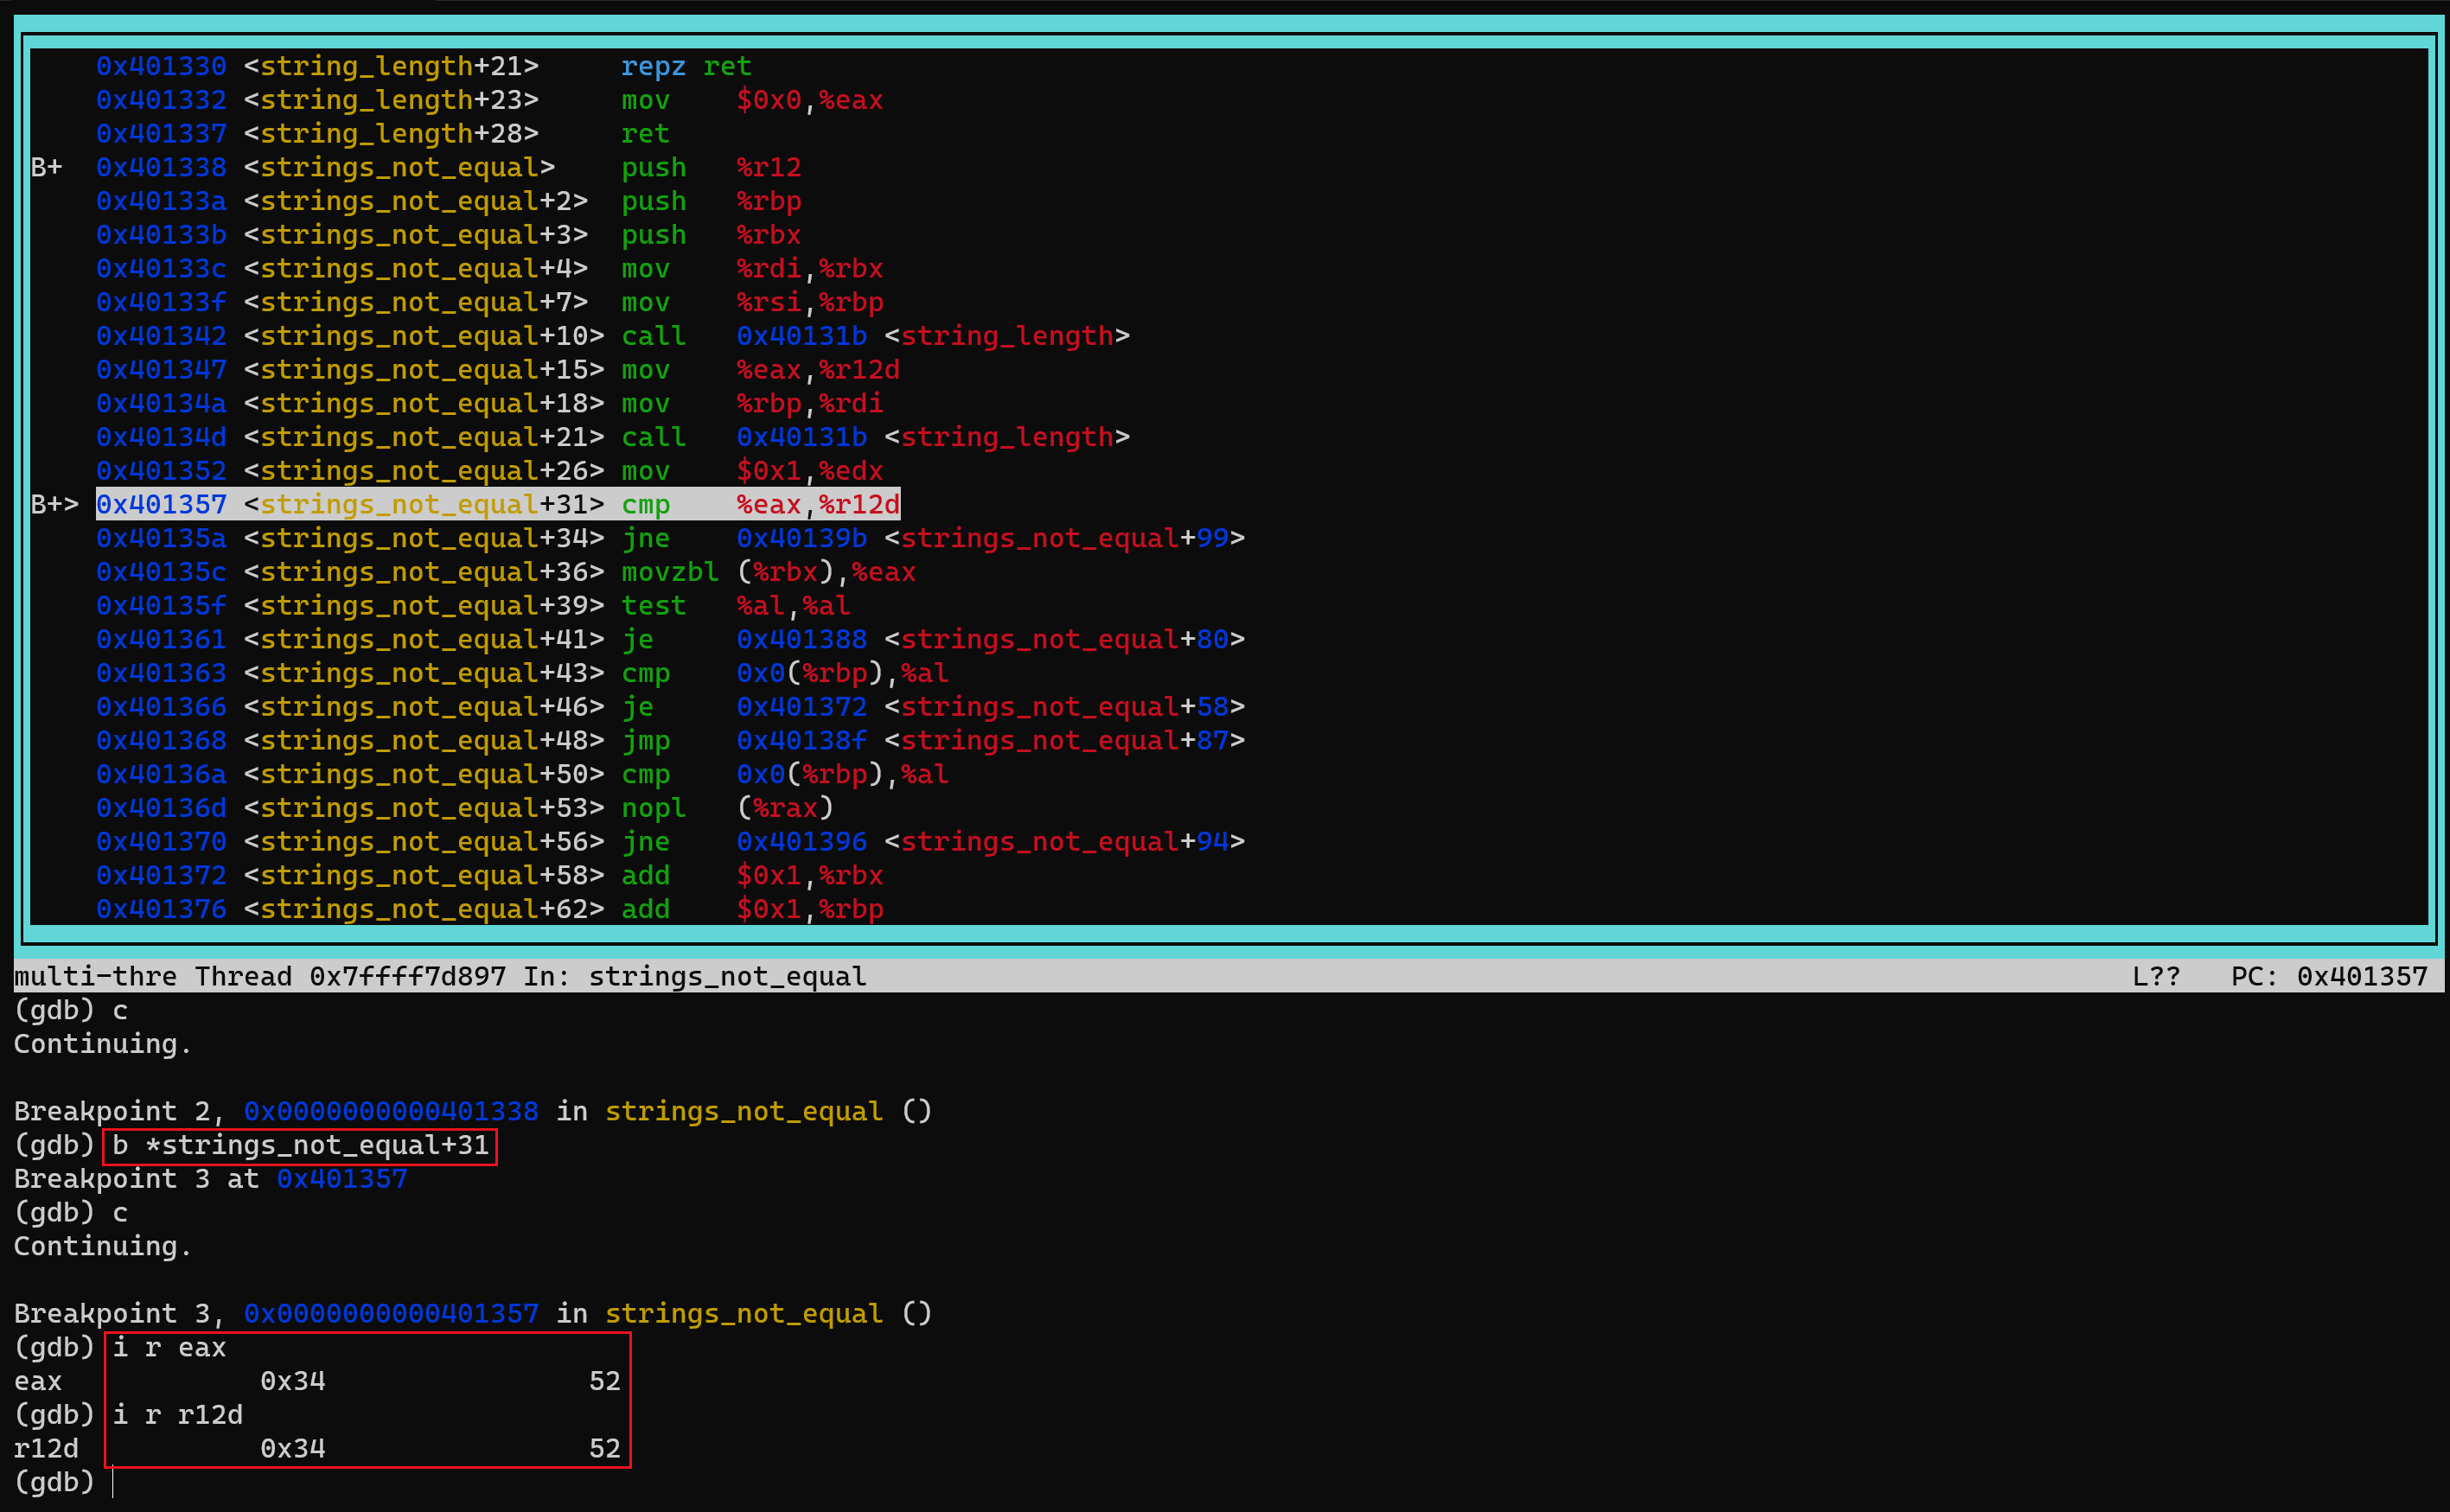 0x401330 <string_length+21> repz ret
0x401332 <string_length+23> mov $0x0,%eax
0x401337 <string_length+28> ret
B+ 0x401338 <strings_not_equal> push %r12
0x40133a <strings_not_equal+2> push %rbp
0x40133b <strings_not_equal+3> push %rbx
0x40133c <strings_not_equal+4> mov %rdi,%rbx
0x40133f <strings_not_equal+7> mov %rsi,%rbp
0x401342 <strings_not_equal+10> call 0x40131b <string_length>
0x401347 <strings_not_equal+15> mov %eax,%r12d
0x40134a <strings_not_equal+18> mov %rbp,%rdi
0x40134d <strings_not_equal+21> call 0x40131b <string_length>
0x401352 <strings_not_equal+26> mov $0x1,%edx
B+> 0x401357 <strings_not_equal+31> cmp %eax,%r12d
0x40135a <strings_not_equal+34> jne 0x40139b <strings_not_equal+99>
0x40135c <strings_not_equal+36> movzbl (%rbx),%eax
0x40135f <strings_not_equal+39> test %al,%al
0x401361 <strings_not_equal+41> je 0x401388 <strings_not_equal+80>
0x401363 <strings_not_equal+43> cmp 0x0(%rbp),%al
0x401366 <strings_not_equal+46> je 0x401372 <strings_not_equal+58>
0x401368 <strings_not_equal+48> jmp 0x40138f <strings_not_equal+87>
0x40136a <strings_not_equal+50> cmp 0x0(%rbp),%al
0x40136d <strings_not_equal+53> nopl (%rax)
0x401370 <strings_not_equal+56> jne 0x401396 <strings_not_equal+94>
0x401372 <strings_not_equal+58> add $0x1,%rbx
0x401376 <strings_not_equal+62> add $0x1,%rbp
multi-thre Thread 0x7ffff7d897 In: strings_not_equal L?? PC: 0x401357
(gdb) c
Continuing.
Breakpoint 2, 0x0000000000401338 in strings_not_equal ()
(gdb) b *strings_not_equal+31
Breakpoint 3 at 0x401357
(gdb) c
Continuing.
Breakpoint 3, 0x0000000000401357 in strings_not_equal ()
(gdb) i r eax
eax 0x34 52
(gdb) i r r12d
r12d 0x34 52
(gdb)